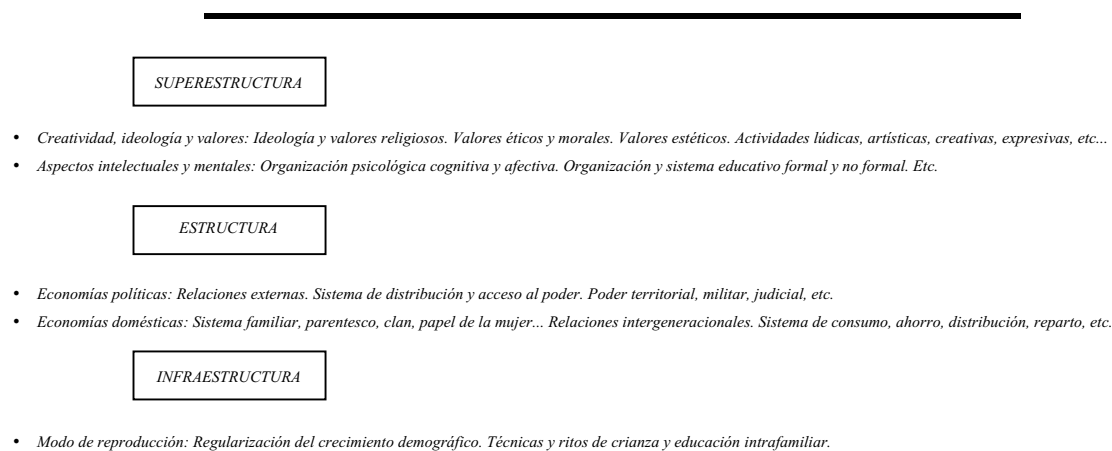 SUPERESTRUCTURA
• Creatividad, ideología y valores: Ideología y valores religiosos. Valores éticos y morales. Valores estéticos. Actividades lúdicas, artísticas, creativas, expresivas, etc...
• Aspectos intelectuales y mentales: Organización psicológica cognitiva y afectiva. Organización y sistema educativo formal y no formal. Etc.
ESTRUCTURA
• Economías políticas: Relaciones externas. Sistema de distribución y acceso al poder. Poder territorial, militar, judicial, etc.
• Economías domésticas: Sistema familiar, parentesco, clan, papel de la mujer... Relaciones intergeneracionales. Sistema de consumo, ahorro, distribución, reparto, etc.
INFRAESTRUCTURA
• Modo de reproducción: Regularización del crecimiento demográfico. Técnicas y ritos de crianza y educación intrafamiliar.